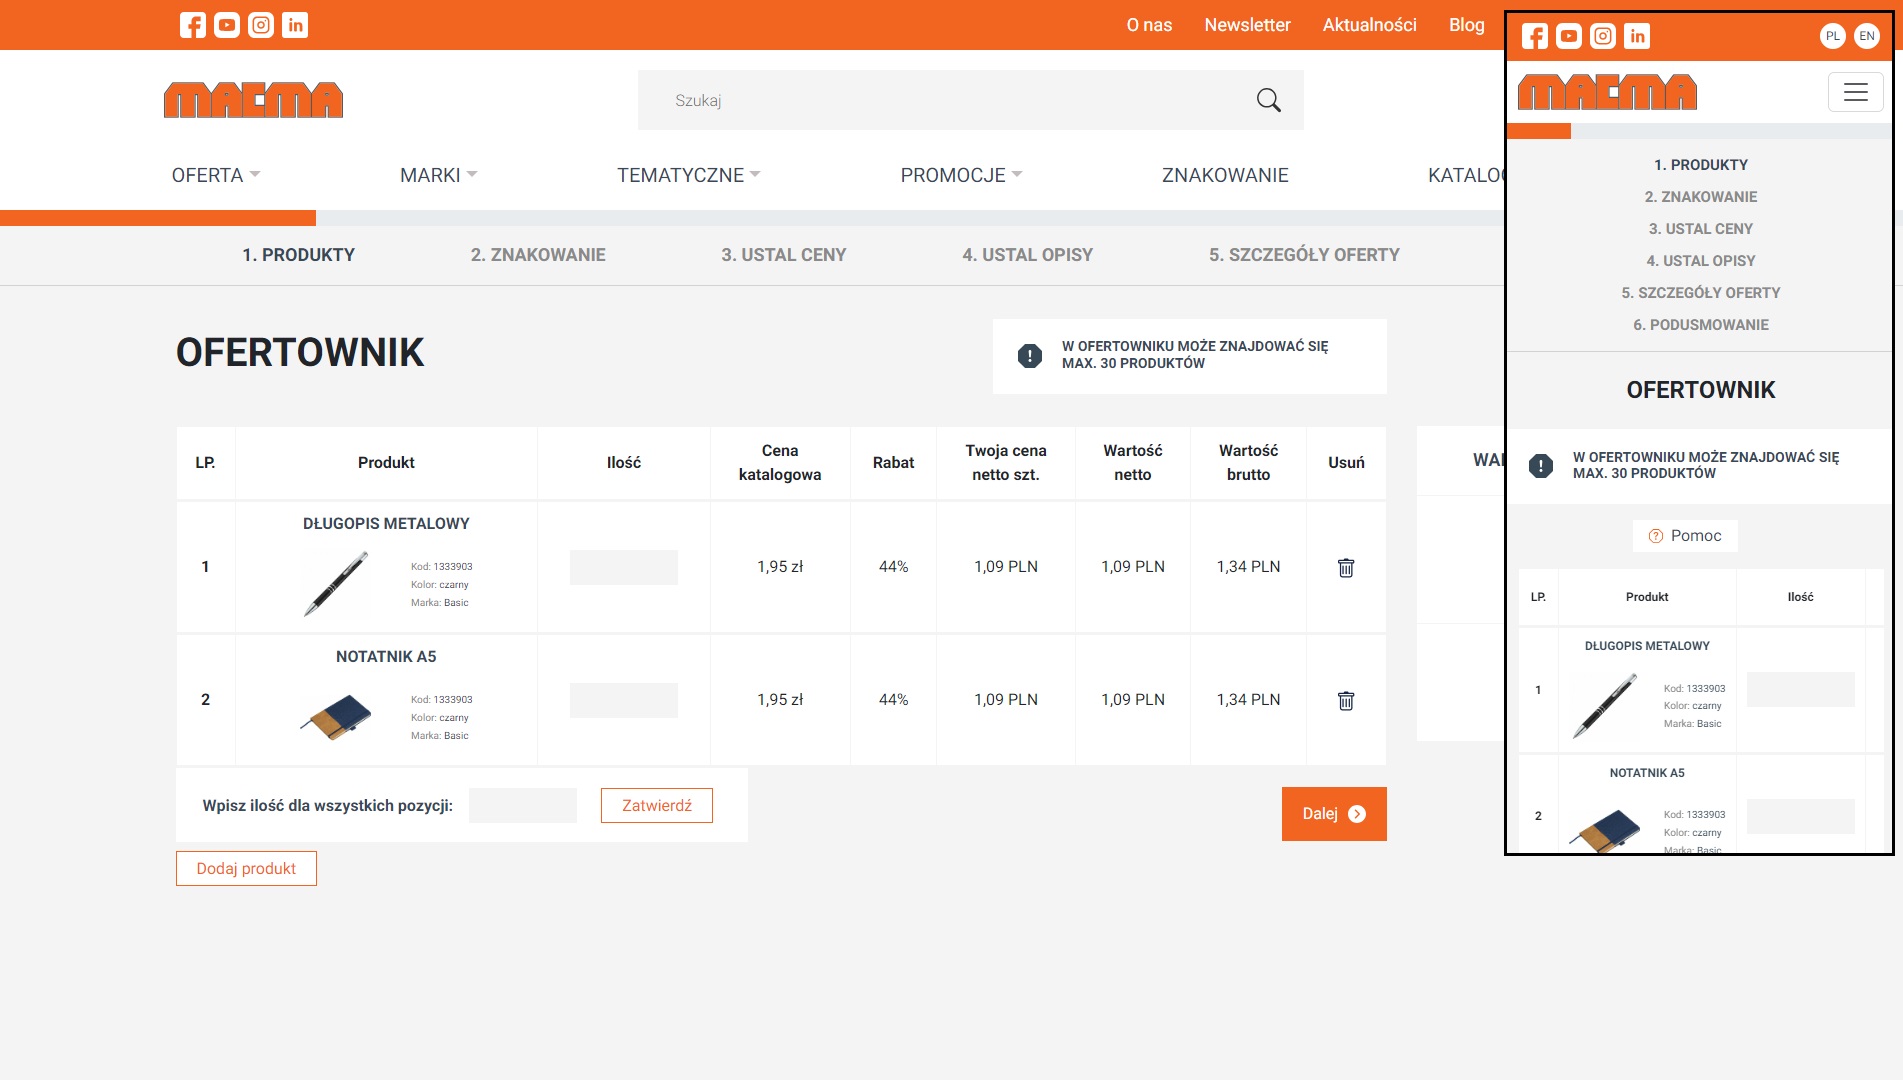 O nas Newsletter Aktualności Blog
MACMA
Szukaj
OFERTA MARKI TEMATYCZNE PROMOCJE ZNAKOWANIE
1. PRODUKTY 2. ZNAKOWANIE 3. USTAL CENY 4. USTAL OPISY 5. SZCZEGÓŁY OFERTY
OFERTOWNIK
W OFERTOWNIKU MOŻE ZNAJDOWAĆ SIĘ
MAX. 30 PRODUKTÓW
LP. Produkt Ilość Cena katalogowa Rabat Twoja cena netto szt. Wartość netto Wartość brutto Usuń
DŁUGOPIS METALOWY
1 1,95 zł 44% 1,09 PLN 1,09 PLN 1,34 PLN
Kod: 1333903
Kolor: czarny
Marka: Basic
NOTATNIK A5
2 1,95 zł 44% 1,09 PLN 1,09 PLN 1,34 PLN
Kod: 1333903
Kolor: czarny
Marka: Basic
Wpisz ilość dla wszystkich pozycji: Zatwierdź
Dalej
Dodaj produkt
PL EN
MACMA
1. PRODUKTY
2. ZNAKOWANIE
3. USTAL CENY
4. USTAL OPISY
5. SZCZEGÓŁY OFERTY
6. PODUSMOWANIE
OFERTOWNIK
W OFERTOWNIKU MOŻE ZNAJDOWAĆ SIĘ
MAX. 30 PRODUKTÓW
Pomoc
LP. Produkt Ilość
DŁUGOPIS METALOWY
1
Kod: 1333903
Kolor: czarny
Marka: Basic
NOTATNIK A5
2
Kod: 1333903
Kolor: czarny
Marka: Basic